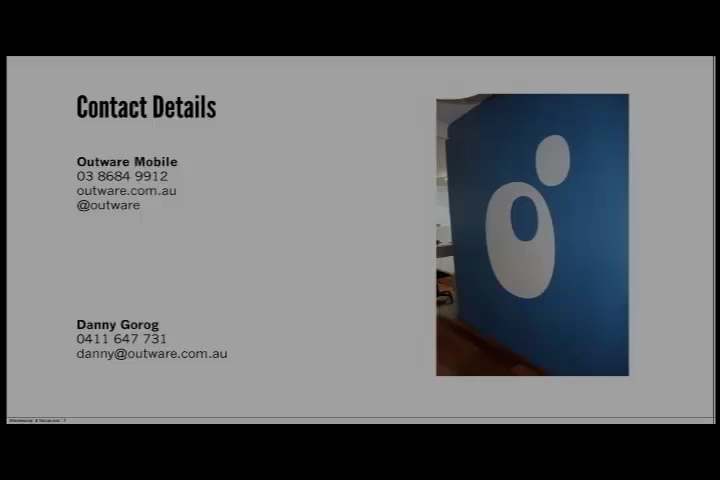 Contact Details
Outware Mobile
03 8684 9912
outware.com.au
@outware
Danny Gorog
0411 647 731
danny@outware.com.au